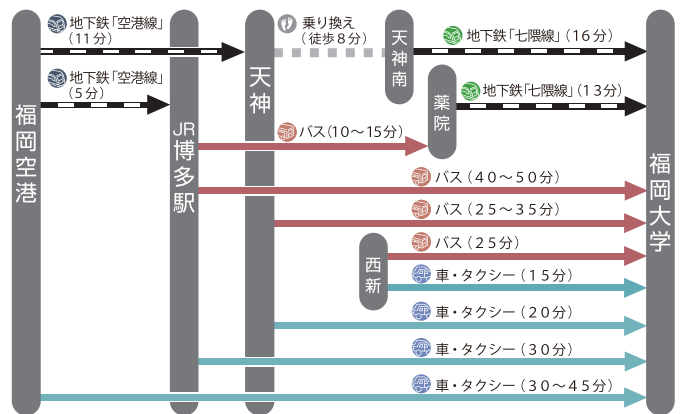 地下鉄「空港線」
（11分）
乗り換え
（徒歩8分）
天神南
地下鉄「七隈線」（16分）
地下鉄「空港線」
（5分）
薬院
地下鉄「七隈線」（13分）
福岡空港
JR博多駅
天神
福岡大学
バス（10～15分）
バス（40～50分）
バス（25～35分）
バス（25分）
西新
車・タクシー（15分）
車・タクシー（20分）
車・タクシー（30分）
車・タクシー（30～45分）